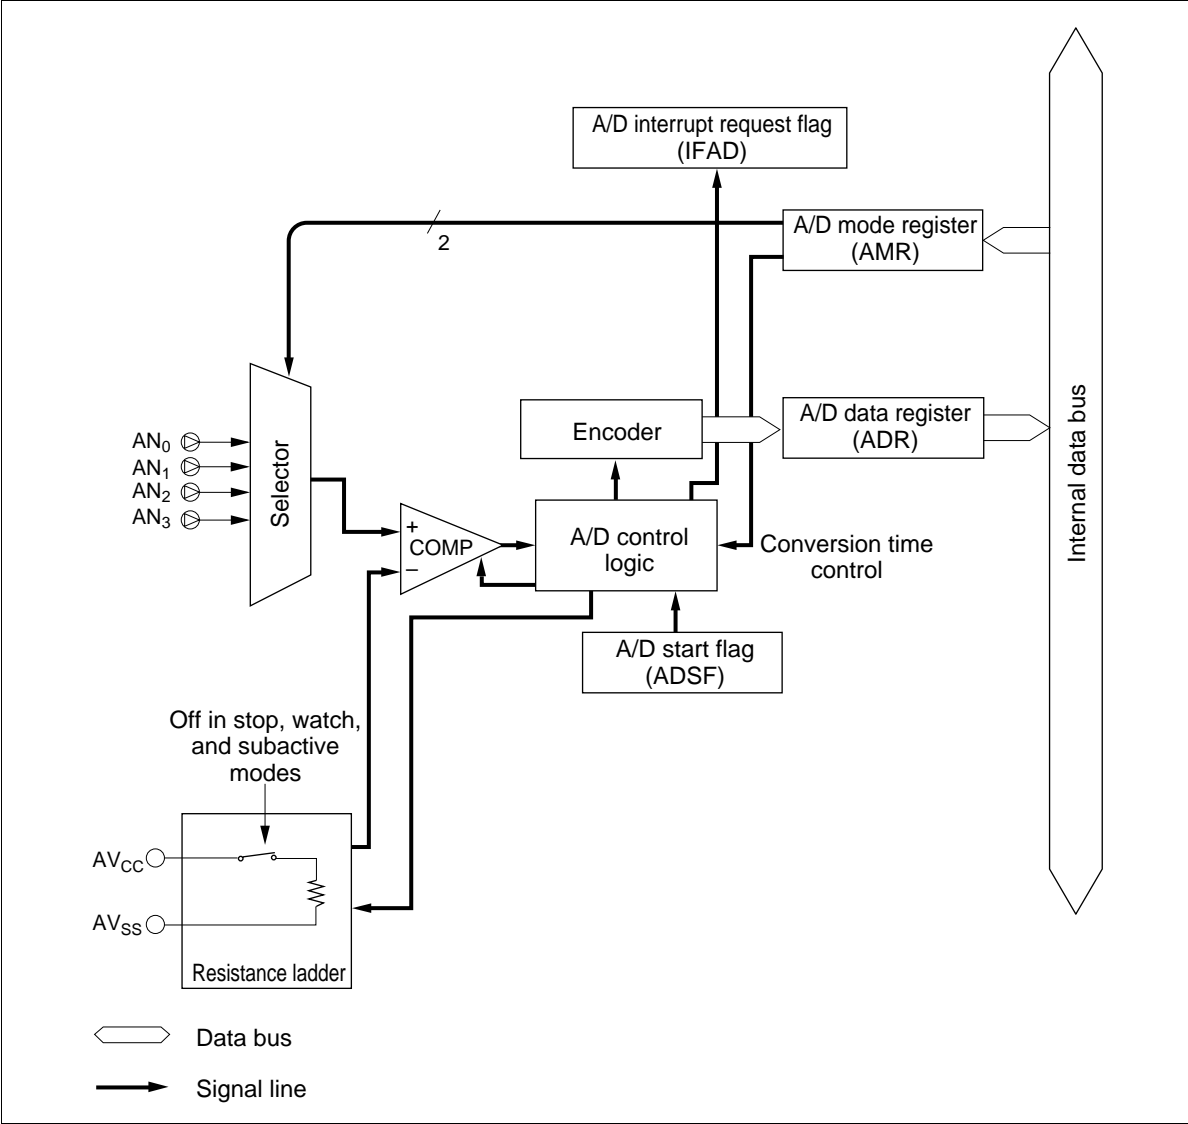 A/D interrupt request flag
(IFAD)
2
A/D mode register
(AMR)
AN0
AN1
AN2
AN3
Selector
Encoder
A/D data register
(ADR)
Internal data bus
+
COMP
–
A/D control
logic
Conversion time
control
A/D start flag
(ADSF)
Off in stop, watch,
and subactive
modes
AVCC
AVSS
Resistance ladder
Data bus
Signal line